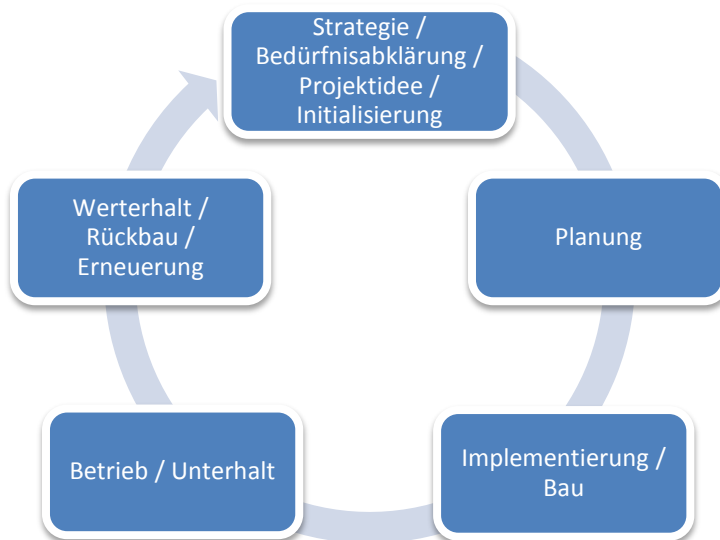 Strategie /
Bedürfnisabklärung /
Projektidee /
Initialisierung
Planung
Implementierung /
Bau
Betrieb / Unterhalt
Werterhalt /
Rückbau /
Erneuerung